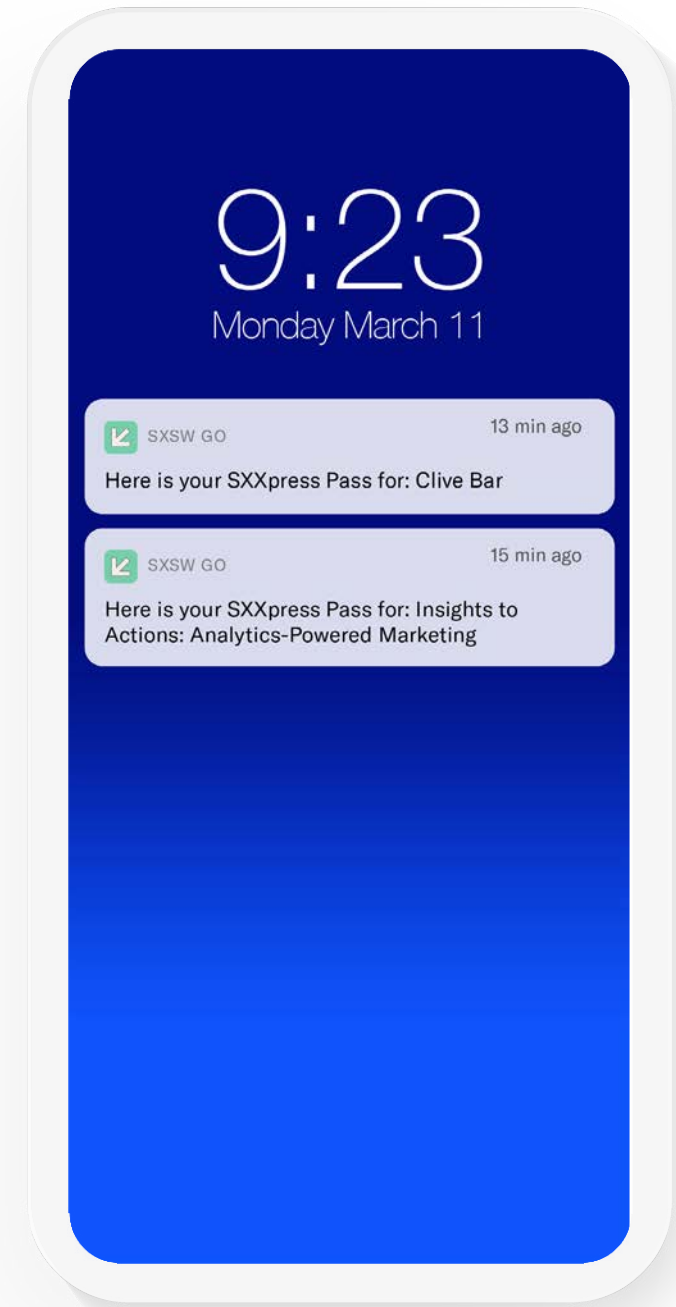 9:23
Monday March 11
SXSW GO
13 min ago
Here is your SXXpress Pass for: Clive Bar
SXSW GO
15 min ago
Here is your SXXpress Pass for: Insights to
Actions: Analytics-Powered Marketing